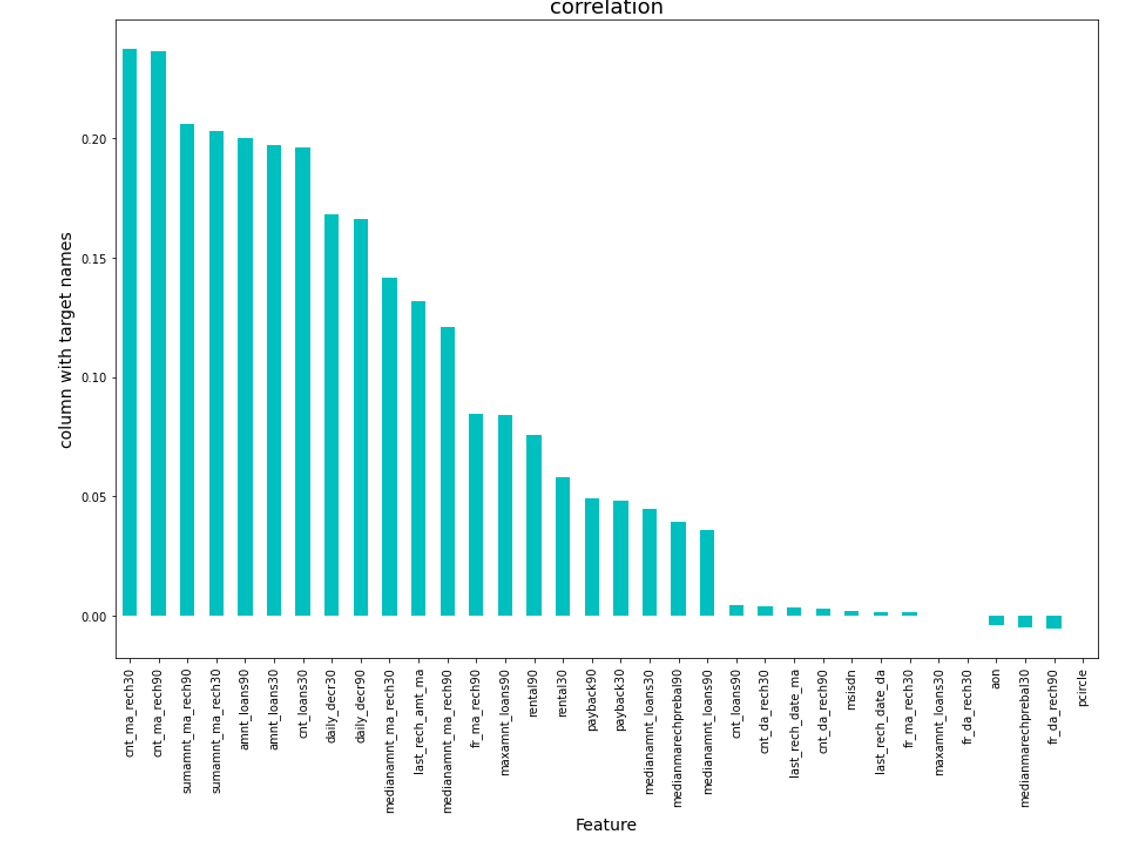 correlation
column with target names
0.20
0.15
0.10
0.05
0.00
cnt_ma_rech30
cnt_ma_rech90
sumamnt_ma_rech90
sumamnt_ma_rech30
amnt_loans90
amnt_loans30
cnt_loans30
daily_decr30
daily_decr90
medianamnt_ma_rech30
last_rech_amt_ma
medianamnt_ma_rech90
fr_ma_rech90
maxamnt_loans90
rental90
rental30
payback90
payback30
medianamnt_loans30
medianmarechprebal90
medianamnt_loans90
cnt_loans90
cnt_da_rech30
last_rech_date_ma
cnt_da_rech90
msisdn
last_rech_date_da
fr_ma_rech30
maxamnt_loans30
fr_da_rech30
aon
medianmarechprebal30
fr_da_rech90
pcircle
Feature